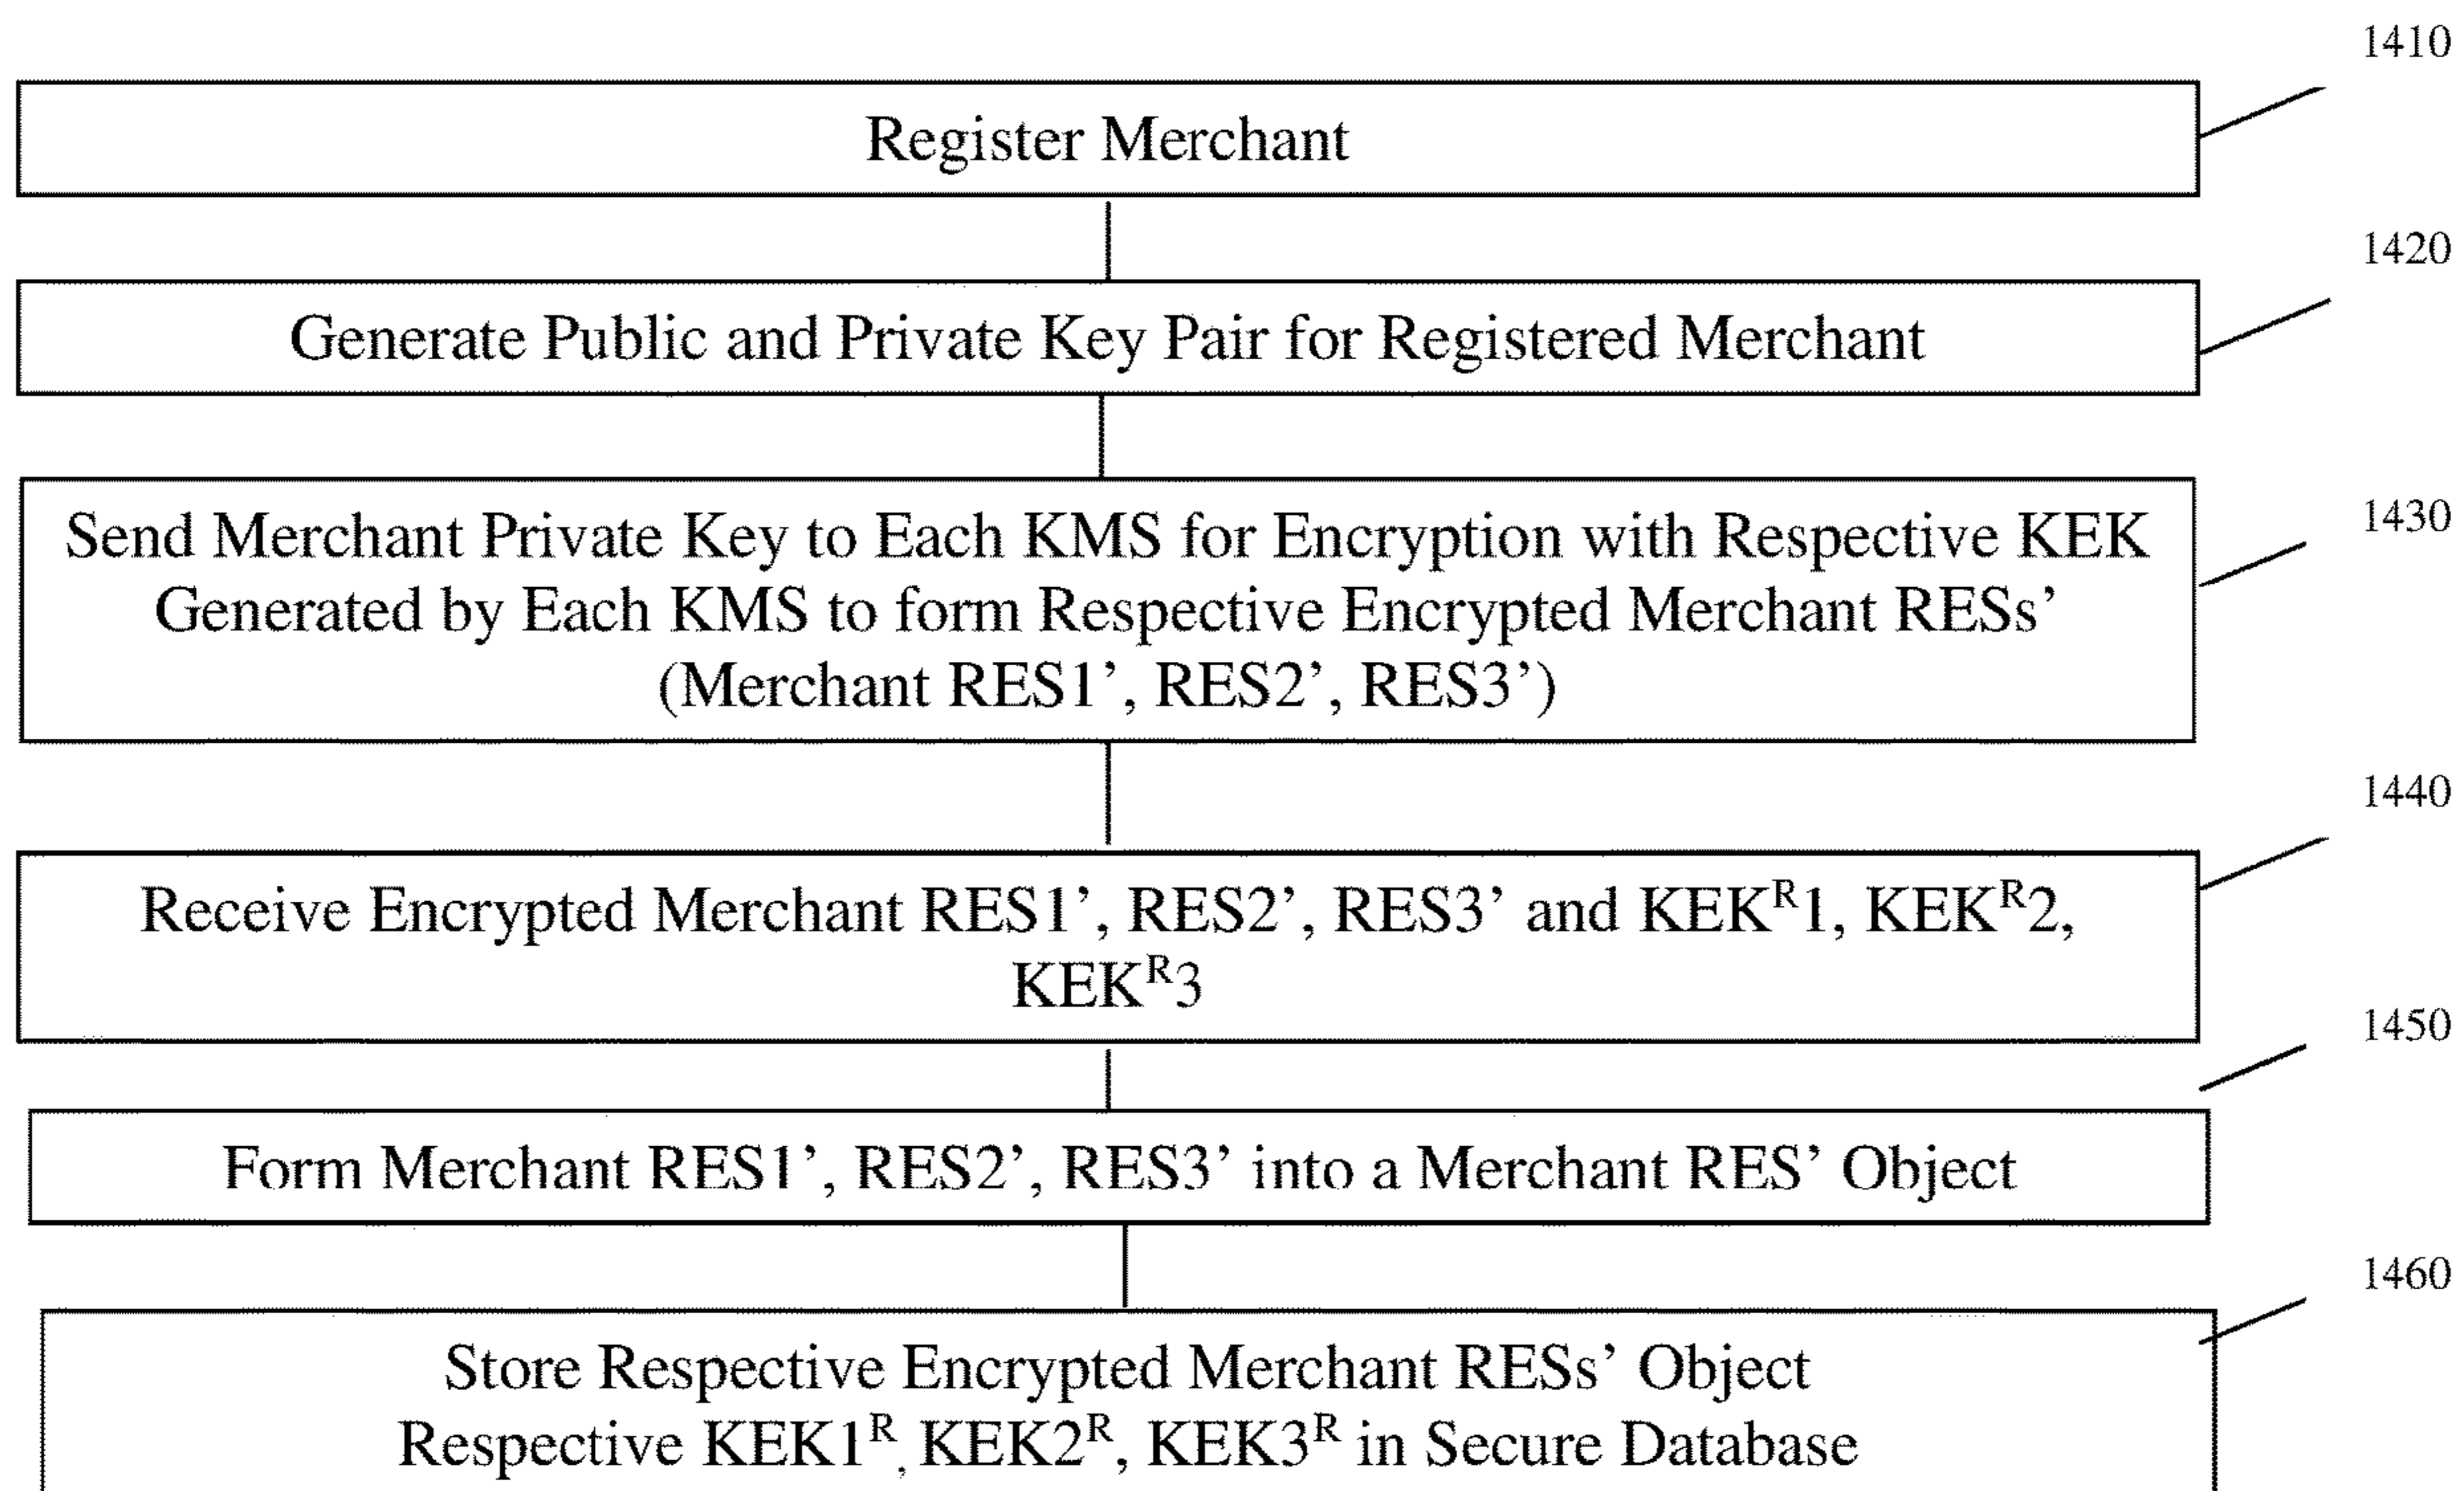 1410
Register Merchant
1420
Generate Public and Private Key Pair for Registered Merchant
1430
Send Merchant Private Key to Each KMS for Encryption with Respective KEK
Generated by Each KMS to form Respective Encrypted Merchant RESs’
(Merchant RES1’, RES2’, RES3’)
1440
Receive Encrypted Merchant RES1’, RES2’, RES3’ and KEKᴿ1, KEKᴿ2,
KEKᴿ3
1450
Form Merchant RES1’, RES2’, RES3’ into a Merchant RES’ Object
1460
Store Respective Encrypted Merchant RESs’ Object
Respective KEK1ᴿ, KEK2ᴿ, KEK3ᴿ in Secure Database